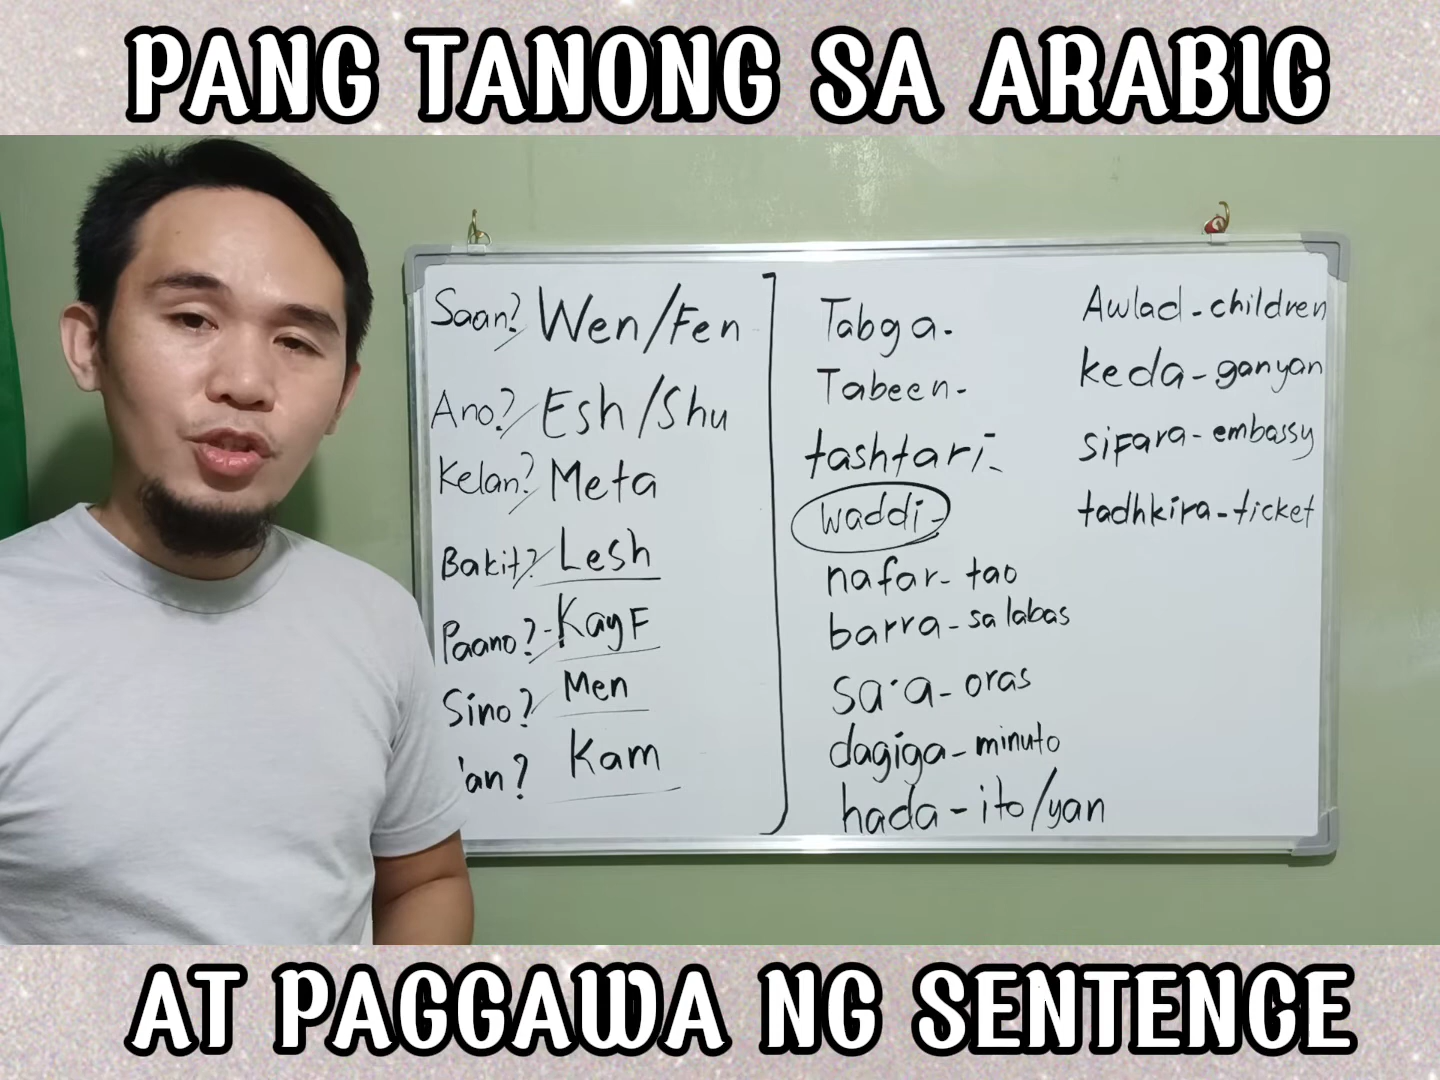 PANG TANONG SA ARABIC
Saan? Wen/Fen
Ano? Esh/Shu
Kelan? Meta
Bakit? Lesh
Paano?- Kayf
Sino? Men
'an? Kam
Tabga-
Tabeen-
tashtari-
waddi-
nafar- tao
barra- sa labas
sa'a- oras
dagiga- minuto
hada- ito/yan
Awlad-children
keda-ganyan
sifara-embassy
tadhkira-ticket
AT PAGGAWA NG SENTENCE